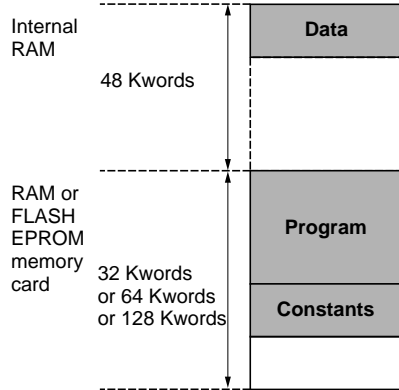 Internal
RAM
Data
48 Kwords
RAM or
FLASH
EPROM
memory
card
Program
32 Kwords
or 64 Kwords
or 128 Kwords
Constants